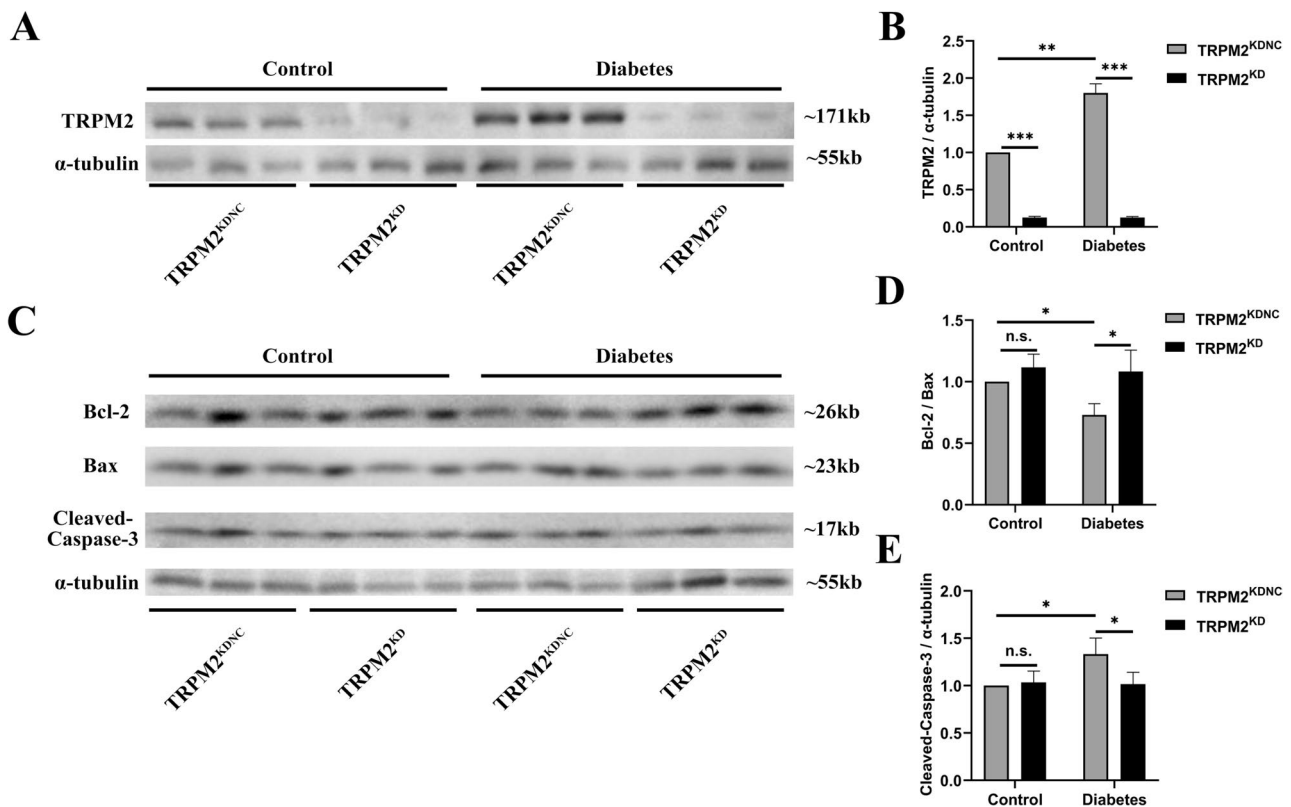 A
Control Diabetes
TRPM2 ~171kb
α-tubulin ~55kb
TRPM2KDNC TRPM2KD TRPM2KDNC TRPM2KD
B
TRPM2 / α-tubulin
2.5
2.0
1.5
1.0
0.5
0.0
** *** ***
Control Diabetes
TRPM2KDNC
TRPM2KD
C
Control Diabetes
Bcl-2 ~26kb
Bax ~23kb
Cleaved-
Caspase-3 ~17kb
α-tubulin ~55kb
TRPM2KDNC TRPM2KD TRPM2KDNC TRPM2KD
D
Bcl-2 / Bax
1.5
1.0
0.5
0.0
*
n.s. *
Control Diabetes
TRPM2KDNC
TRPM2KD
E
Cleaved-Caspase-3 / α-tubulin
2.0
1.5
1.0
0.5
0.0
*
n.s. *
Control Diabetes
TRPM2KDNC
TRPM2KD